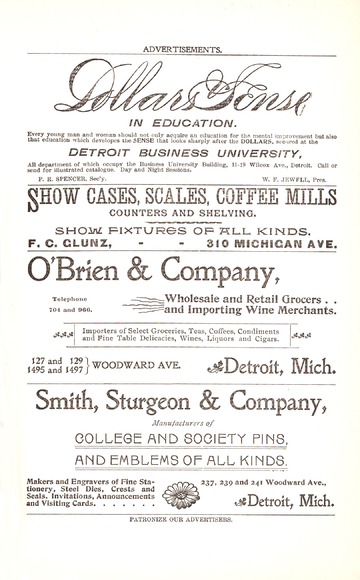 ADVERTISEMENTS.
Dollars & Sense
IN EDUCATION.
Every young man and woman should not only acquire an education for the mental improvement but also
that education which developes the SENSE that looks sharply after the DOLLARS, secured at the
DETROIT BUSINESS UNIVERSITY,
All department of which occupy the Business University Building, 11-19 Wilcox Ave., Detroit. Call or
send for illustrated catalogue. Day and Night Sessions.
P. R. SPENCER, Sec'y. W. F. JEWELL, Pres.
SHOW CASES, SCALES, COFFEE MILLS
COUNTERS AND SHELVING.
SHOW FIXTURES OF ALL KINDS.
F. C. GLUNZ, - - 310 MICHIGAN AVE.
O'Brien & Company,
Telephone
701 and 966.
Wholesale and Retail Grocers . .
and Importing Wine Merchants.
Importers of Select Groceries, Teas, Coffees, Condiments
and Fine Table Delicacies, Wines, Liquors and Cigars.
127 and 129
1495 and 1497 } WOODWARD AVE.
Detroit, Mich.
Smith, Sturgeon & Company,
Manufacturers of
COLLEGE AND SOCIETY PINS,
AND EMBLEMS OF ALL KINDS.
Makers and Engravers of Fine Sta-
tionery, Steel Dies, Crests and
Seals. Invitations, Announcements
and Visiting Cards. . . . . . .
237, 239 and 241 Woodward Ave.,
Detroit, Mich.
PATRONIZE OUR ADVERTISERS.